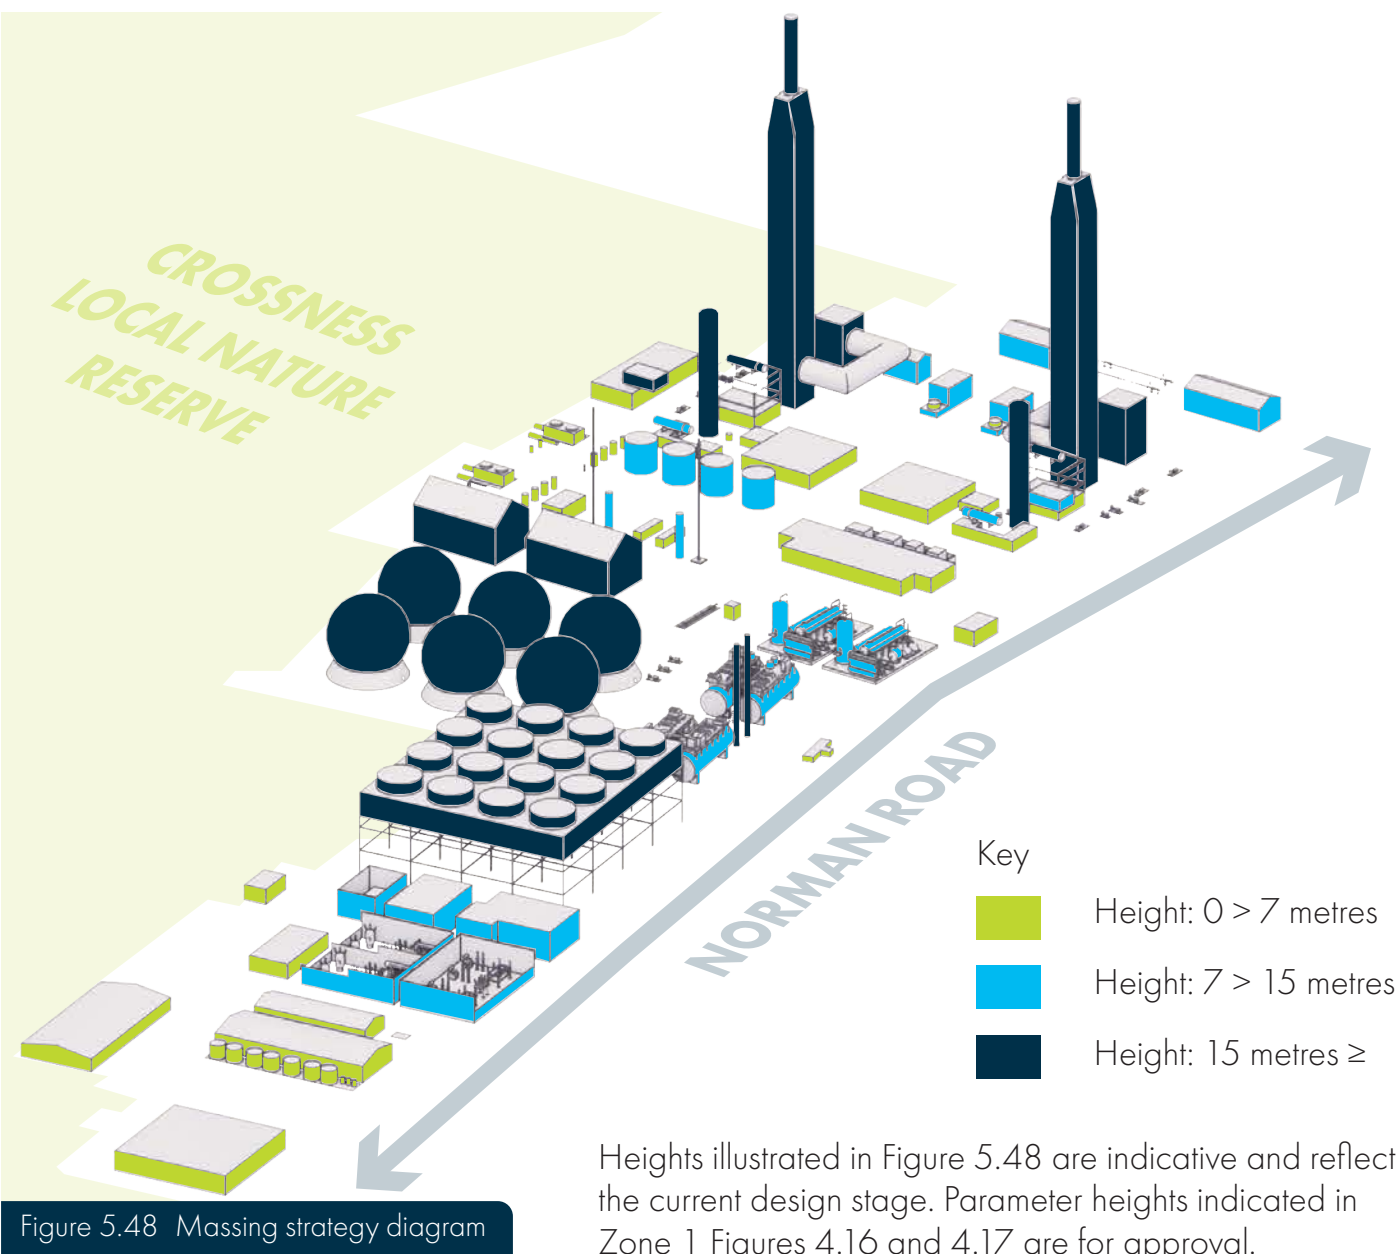 CROSSNESS
LOCAL NATURE
RESERVE
NORMAN ROAD
Key
Height: 0 > 7 metres
Height: 7 > 15 metres
Height: 15 metres ≥
Heights illustrated in Figure 5.48 are indicative and reflect
the current design stage. Parameter heights indicated in
Zone 1 Figures 4.16 and 4.17 are for approval.
Figure 5.48 Massing strategy diagram